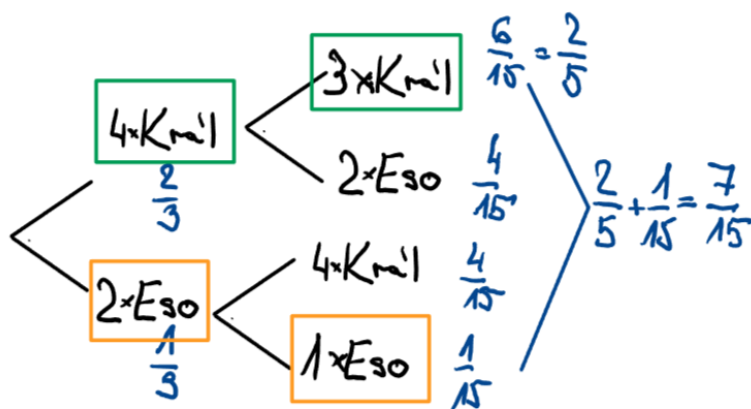 4×Král
2/3
3×Král
6/15 = 2/5
2×Eso
4/15
2×Eso
1/3
4×Král
4/15
1×Eso
1/15
2/5 + 1/15 = 7/15